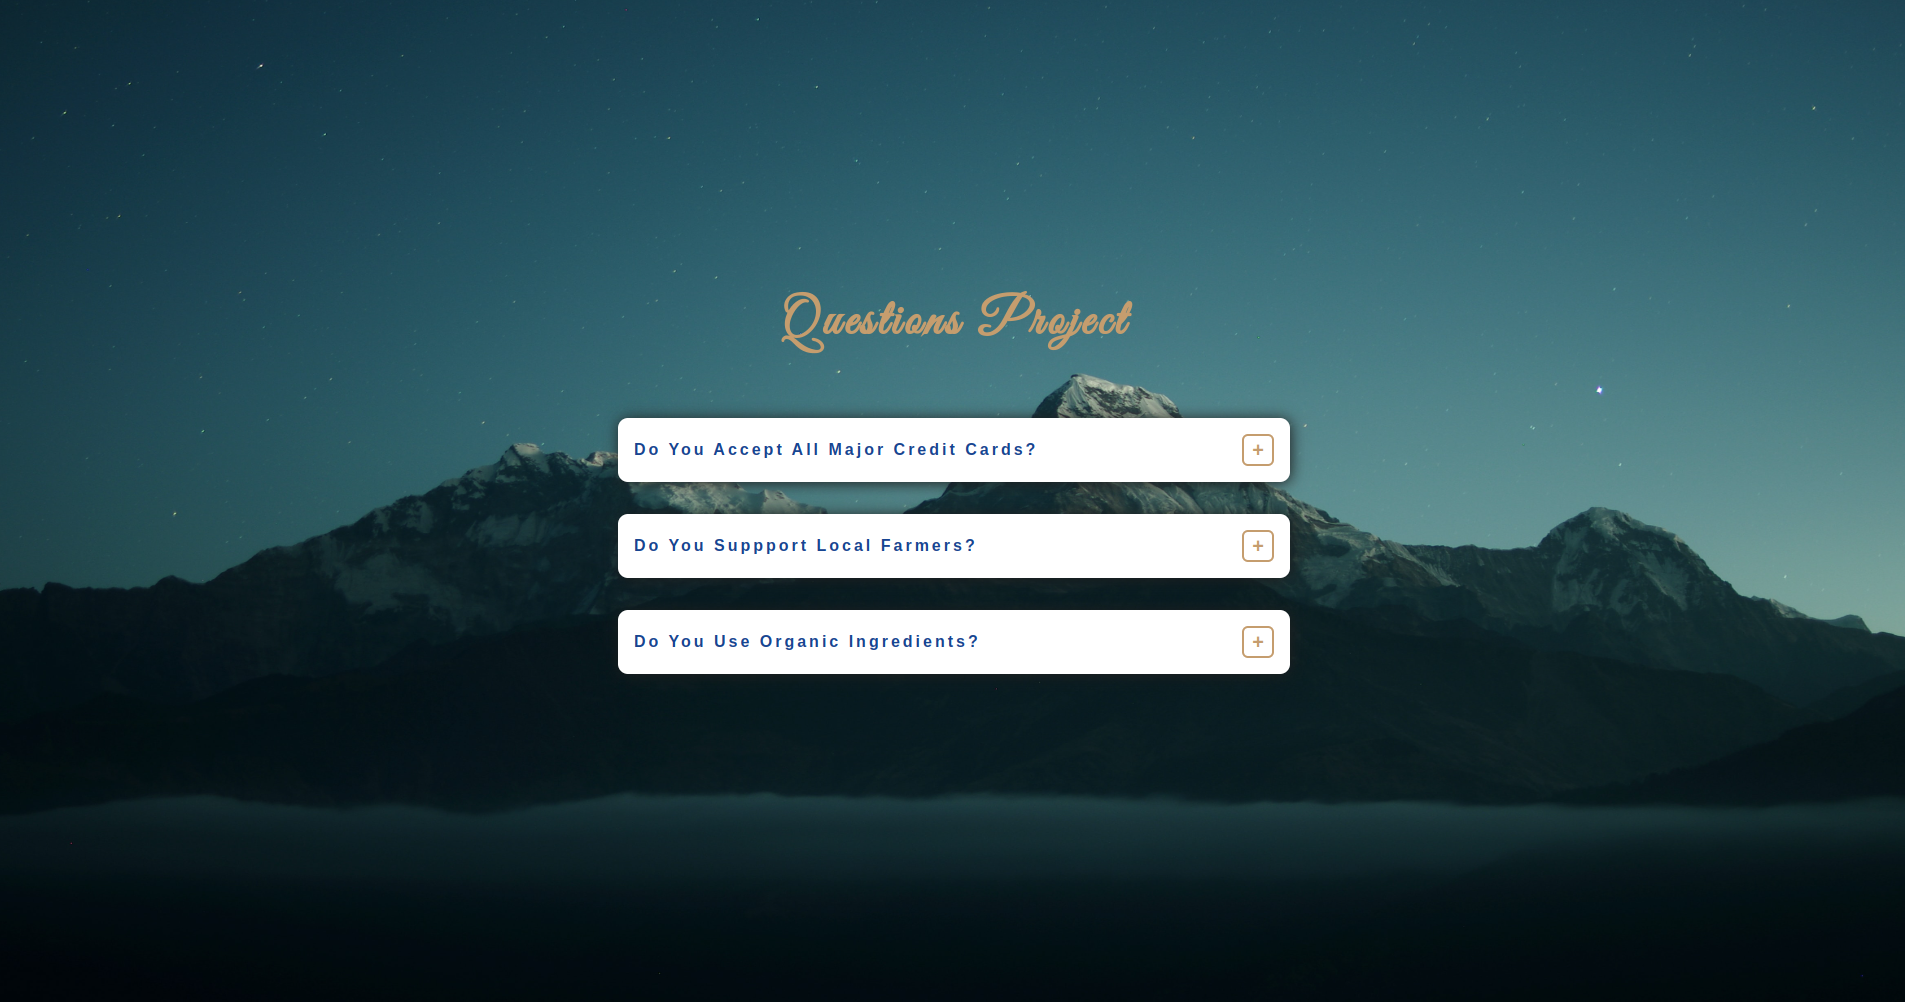 Questions Project
Do You Accept All Major Credit Cards?
+
Do You Suppport Local Farmers?
+
Do You Use Organic Ingredients?
+